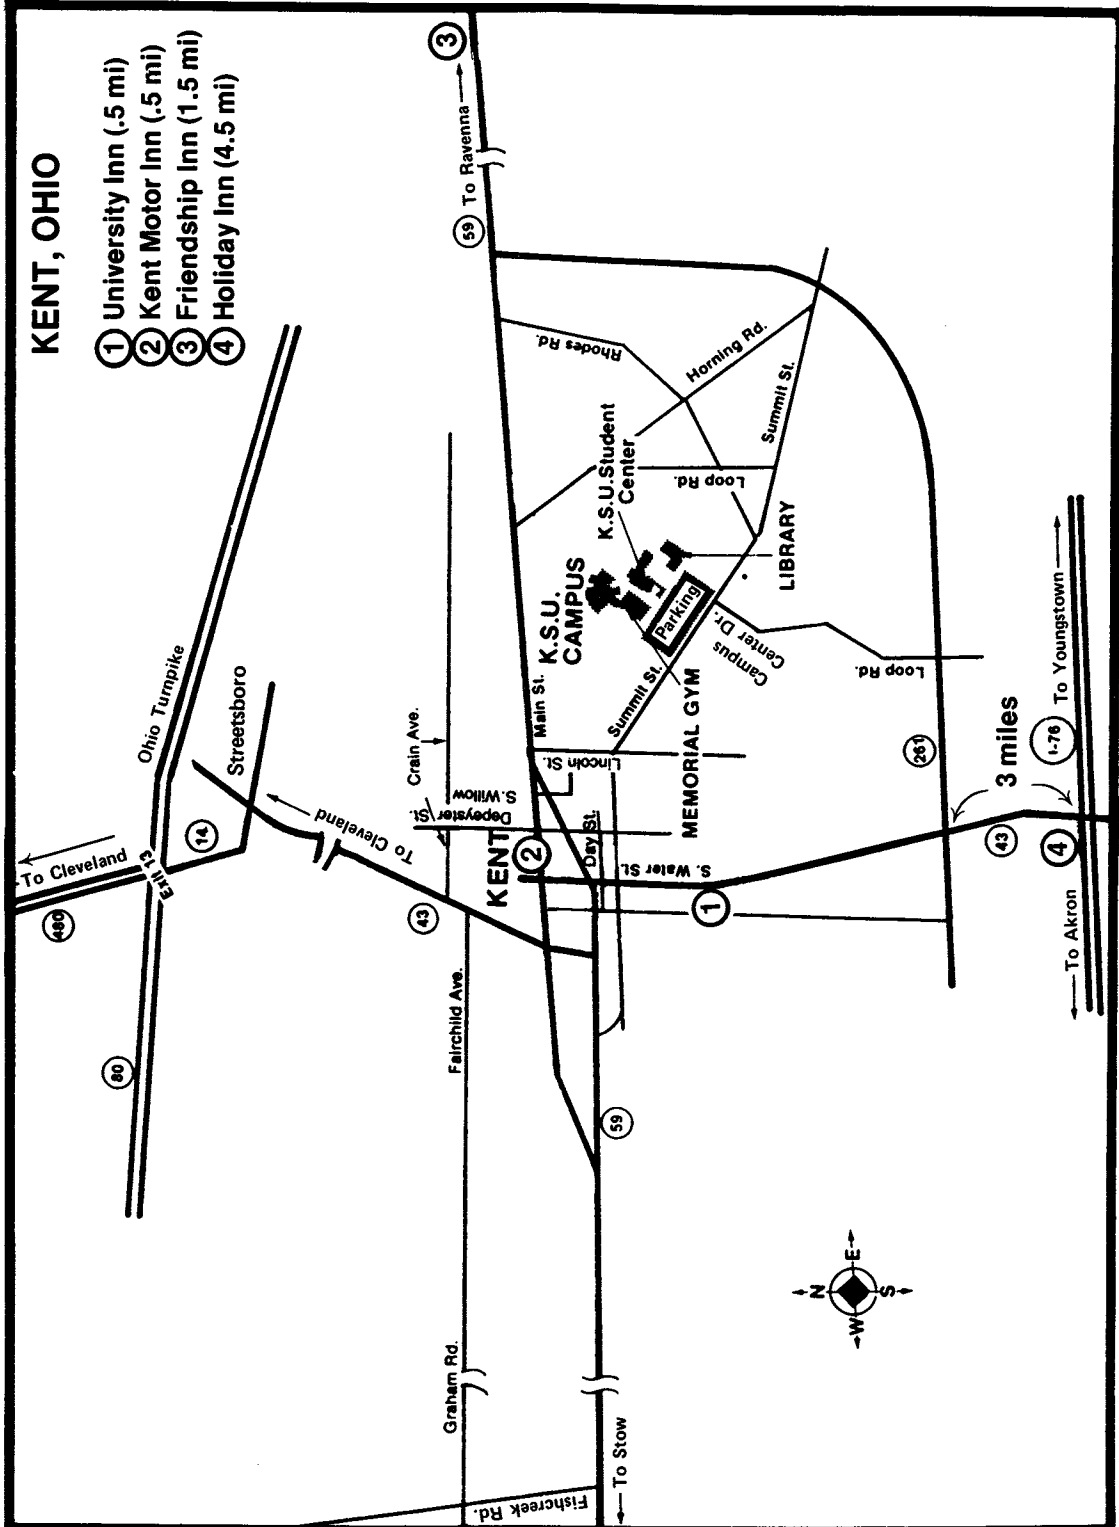 KENT, OHIO
① University Inn (.5 mi)
② Kent Motor Inn (.5 mi)
③ Friendship Inn (1.5 mi)
④ Holiday Inn (4.5 mi)
To Cleveland
480
Exit 13
80
14
Ohio Turnpike
Streetsboro
To Cleveland
43
Crain Ave.
Fairchild Ave.
Graham Rd.
Fishcreek Rd.
To Stow
59
KENT
2
Depeyster St.
S. Willow
Main St.
Lincoln St.
Day St.
S. Water St.
1
K.S.U.
CAMPUS
K.S.U. Student
Center
Parking
MEMORIAL GYM
LIBRARY
Summit St.
Campus
Center Dr.
Loop Rd.
Loop Rd.
Rhodes Rd.
Horning Rd.
Summit St.
59
To Ravenna
3
261
3 miles
43
4
I-76
To Youngstown
To Akron
N
E
S
W